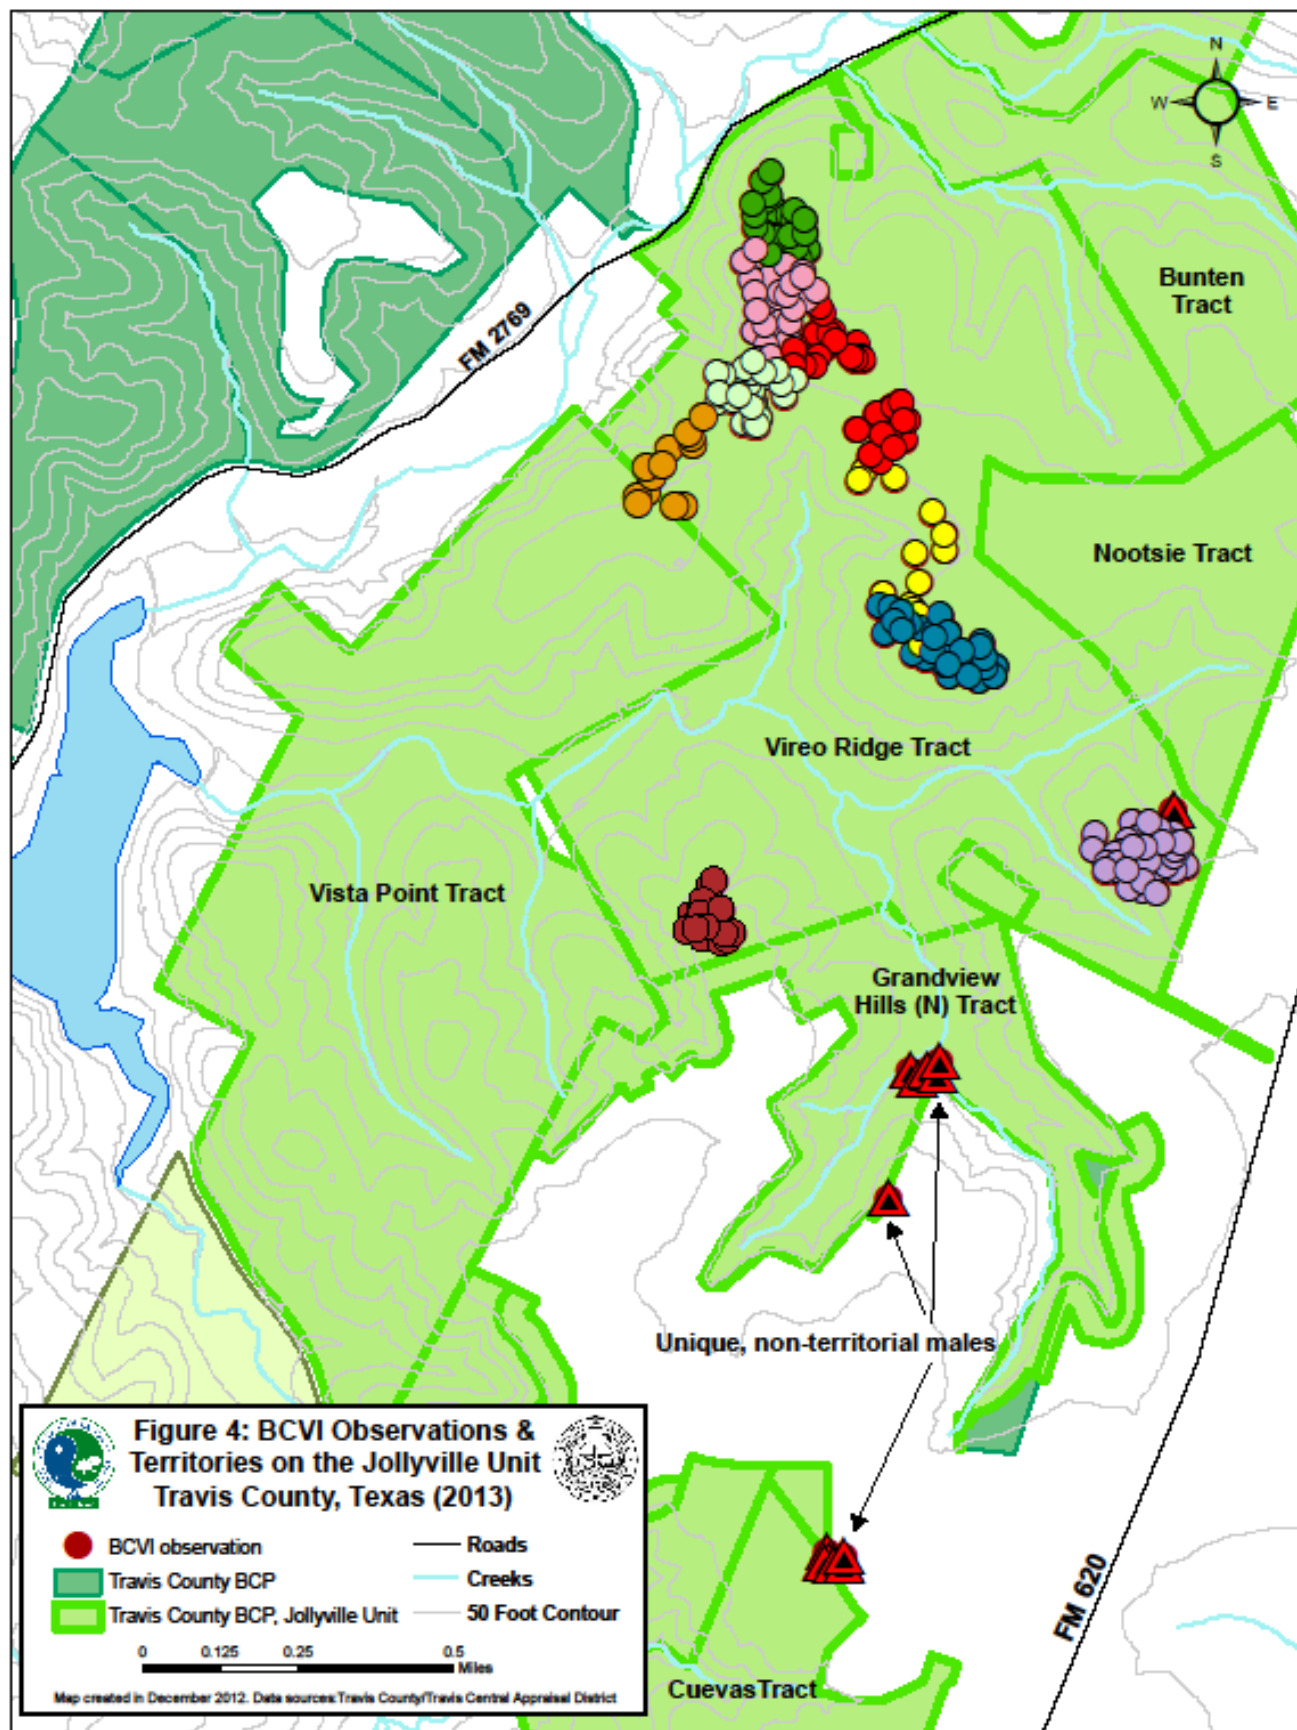 N
W
E
S
Bunten
Tract
FM 2769
Nootsie Tract
Vireo Ridge Tract
Vista Point Tract
Grandview
Hills (N) Tract
Unique, non-territorial males
Figure 4: BCVI Observations &
Territories on the Jollyville Unit
Travis County, Texas (2013)
BCVI observation
Roads
Travis County BCP
Creeks
Travis County BCP, Jollyville Unit
50 Foot Contour
0 0.125 0.25 0.5
Miles
Map created in December 2012. Data sources:Travis County/Travis Central Appraisal District
FM 620
CuevasTract